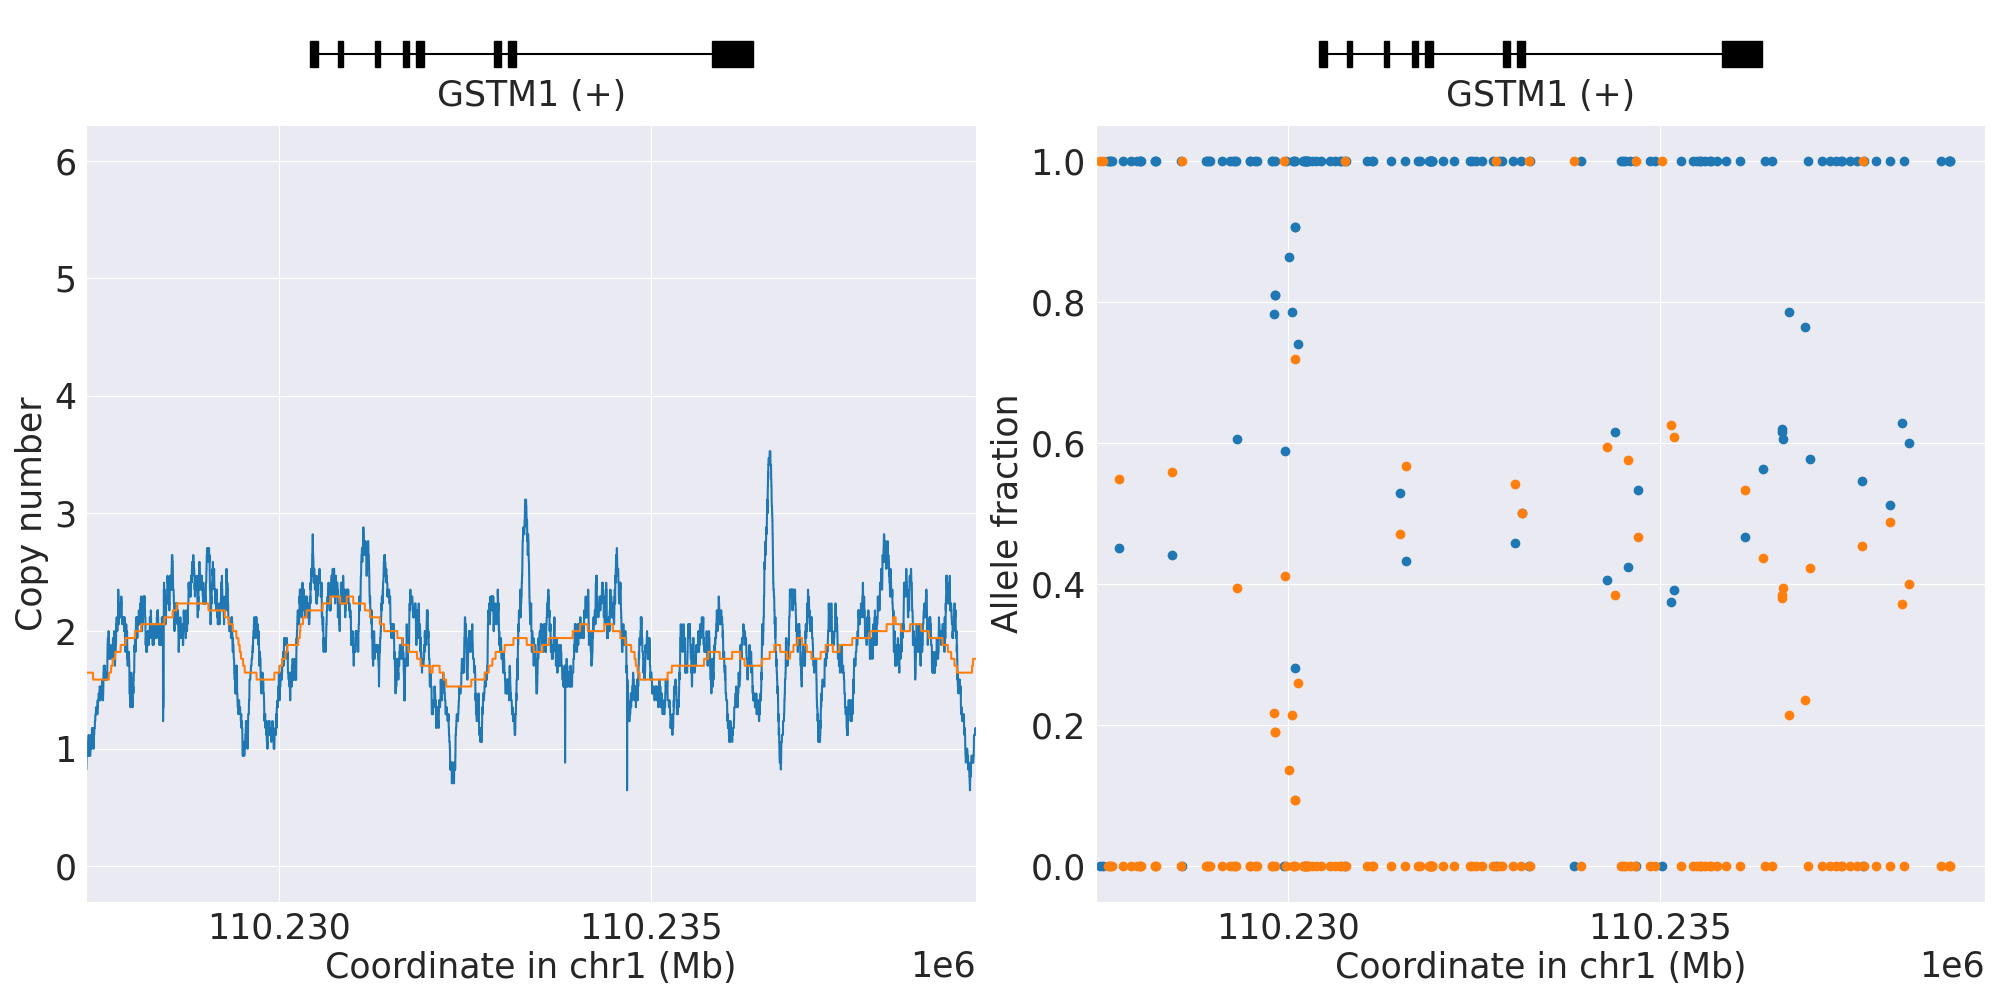 GSTM1 (+)
6
5
4
3
2
1
0
Copy number
110.230
110.235
Coordinate in chr1 (Mb)
1e6
GSTM1 (+)
1.0
0.8
0.6
0.4
0.2
0.0
Allele fraction
110.230
110.235
Coordinate in chr1 (Mb)
1e6